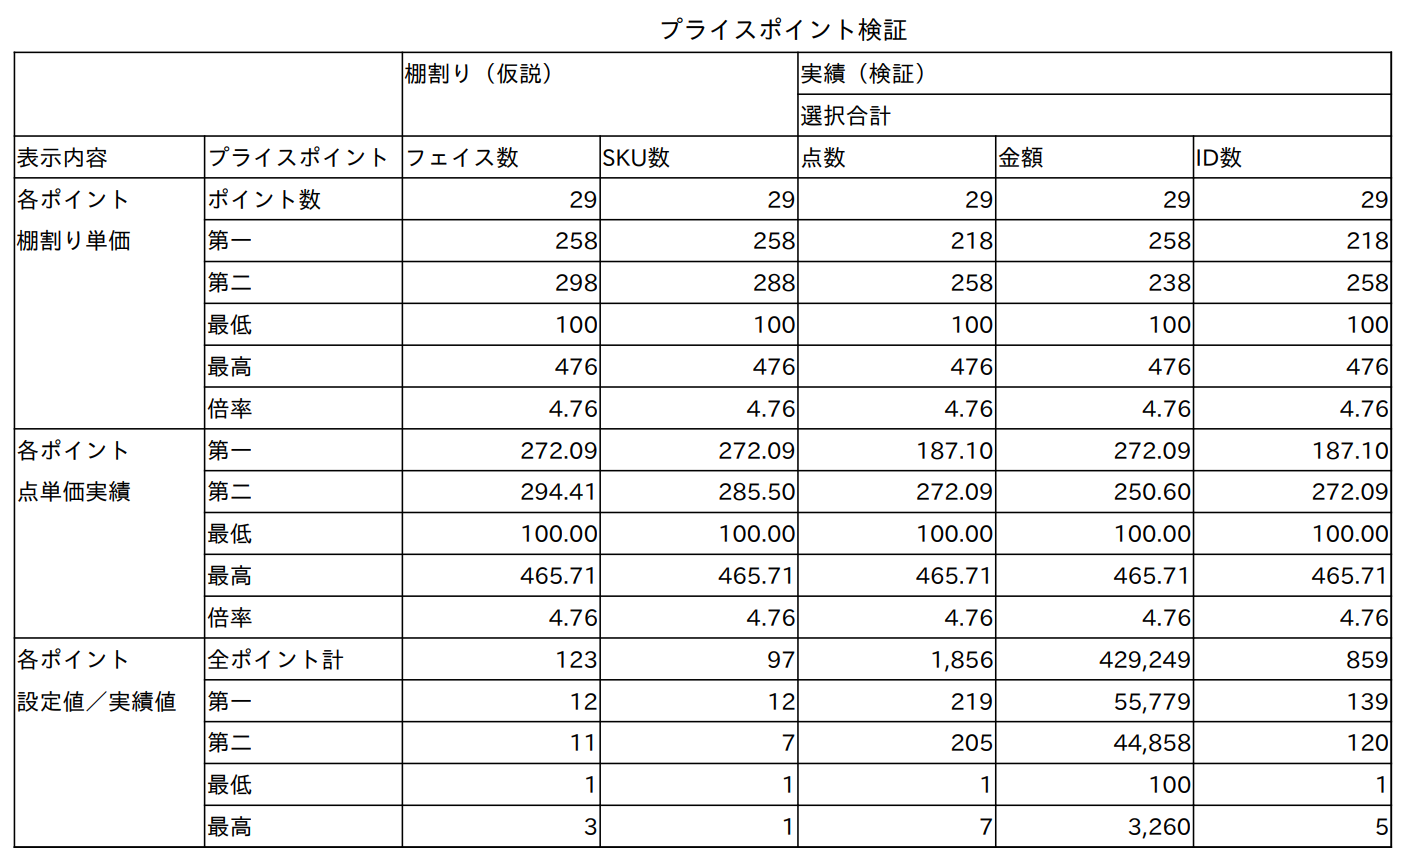 プライスポイント検証
棚割り（仮説） 実績（検証）
選択合計
表示内容 プライスポイント フェイス数 SKU数 点数 金額 ID数
各ポイント ポイント数 29 29 29 29 29
棚割り単価 第一 258 258 218 258 218
第二 298 288 258 238 258
最低 100 100 100 100 100
最高 476 476 476 476 476
倍率 4.76 4.76 4.76 4.76 4.76
各ポイント 第一 272.09 272.09 187.10 272.09 187.10
点単価実績 第二 294.41 285.50 272.09 250.60 272.09
最低 100.00 100.00 100.00 100.00 100.00
最高 465.71 465.71 465.71 465.71 465.71
倍率 4.76 4.76 4.76 4.76 4.76
各ポイント 全ポイント計 123 97 1,856 429,249 859
設定値／実績値 第一 12 12 219 55,779 139
第二 11 7 205 44,858 120
最低 1 1 1 100 1
最高 3 1 7 3,260 5